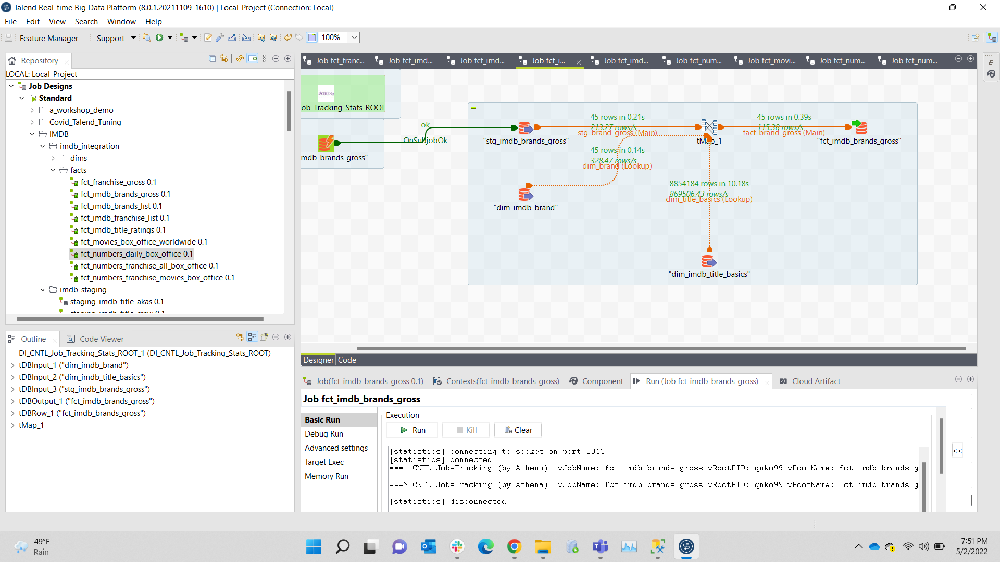 Talend Real-time Big Data Platform (8.0.1.20211109_1610) | Local_Project (Connection: Local)
File Edit View Search Window Help
Feature Manager Support 100%
Repository
LOCAL: Local_Project
Job Designs
Standard
a_workshop_demo
Covid_Talend_Tuning
IMDB
imdb_integration
dims
facts
fct_franchise_gross 0.1
fct_imdb_brands_gross 0.1
fct_imdb_brands_list 0.1
fct_imdb_franchise_list 0.1
fct_imdb_title_ratings 0.1
fct_movies_box_office_worldwide 0.1
fct_numbers_daily_box_office 0.1
fct_numbers_franchise_all_box_office 0.1
fct_numbers_franchise_movies_box_office 0.1
imdb_staging
staging_imdb_title_akas 0.1
staging_imdb_title_crew 0.1
Outline Code Viewer
DI_CNTL_Job_Tracking_Stats_ROOT_1 (DI_CNTL_Job_Tracking_Stats_ROOT)
tDBInput_1 ("dim_imdb_brand")
tDBInput_2 ("dim_imdb_title_basics")
tDBInput_3 ("stg_imdb_brands_gross")
tDBOutput_1 ("fct_imdb_brands_gross")
tDBRow_1 ("fct_imdb_brands_gross")
tMap_1
Job fct_franc... Job fct_imd... Job fct_imd... Job fct_i... Job fct_imd... Job fct_num... Job fct_movi... Job fct_num... Job fct_num...
ATHENA
ob_Tracking_Stats_ROOT
mdb_brands_gross"
ok
OnSubjobOk
45 rows in 0.21s
213.27 rows/s
stg_brand_gross (Main)
"stg_imdb_brands_gross"
45 rows in 0.39s
115.38 rows/s
fact_brand_gross (Main)
tMap_1
"fct_imdb_brands_gross"
45 rows in 0.14s
328.47 rows/s
dim_brand (Lookup)
"dim_imdb_brand"
8854184 rows in 10.18s
869506.43 rows/s
dim_title_basics (Lookup)
"dim_imdb_title_basics"
Designer Code
Job(fct_imdb_brands_gross 0.1) Contexts(fct_imdb_brands_gross) Component Run (Job fct_imdb_brands_gross) Cloud Artifact
Job fct_imdb_brands_gross
Basic Run
Debug Run
Advanced settings
Target Exec
Memory Run
Execution
Run Kill Clear
[statistics] connecting to socket on port 3813
[statistics] connected
===> CNTL_JobsTracking (by Athena) vJobName: fct_imdb_brands_gross vRootPID: qnko99 vRootName: fct_imdb_brands_g
===> CNTL_JobsTracking (by Athena) vJobName: fct_imdb_brands_gross vRootPID: qnko99 vRootName: fct_imdb_brands_g
[statistics] disconnected
<<
49°F
Rain
7:51 PM
5/2/2022